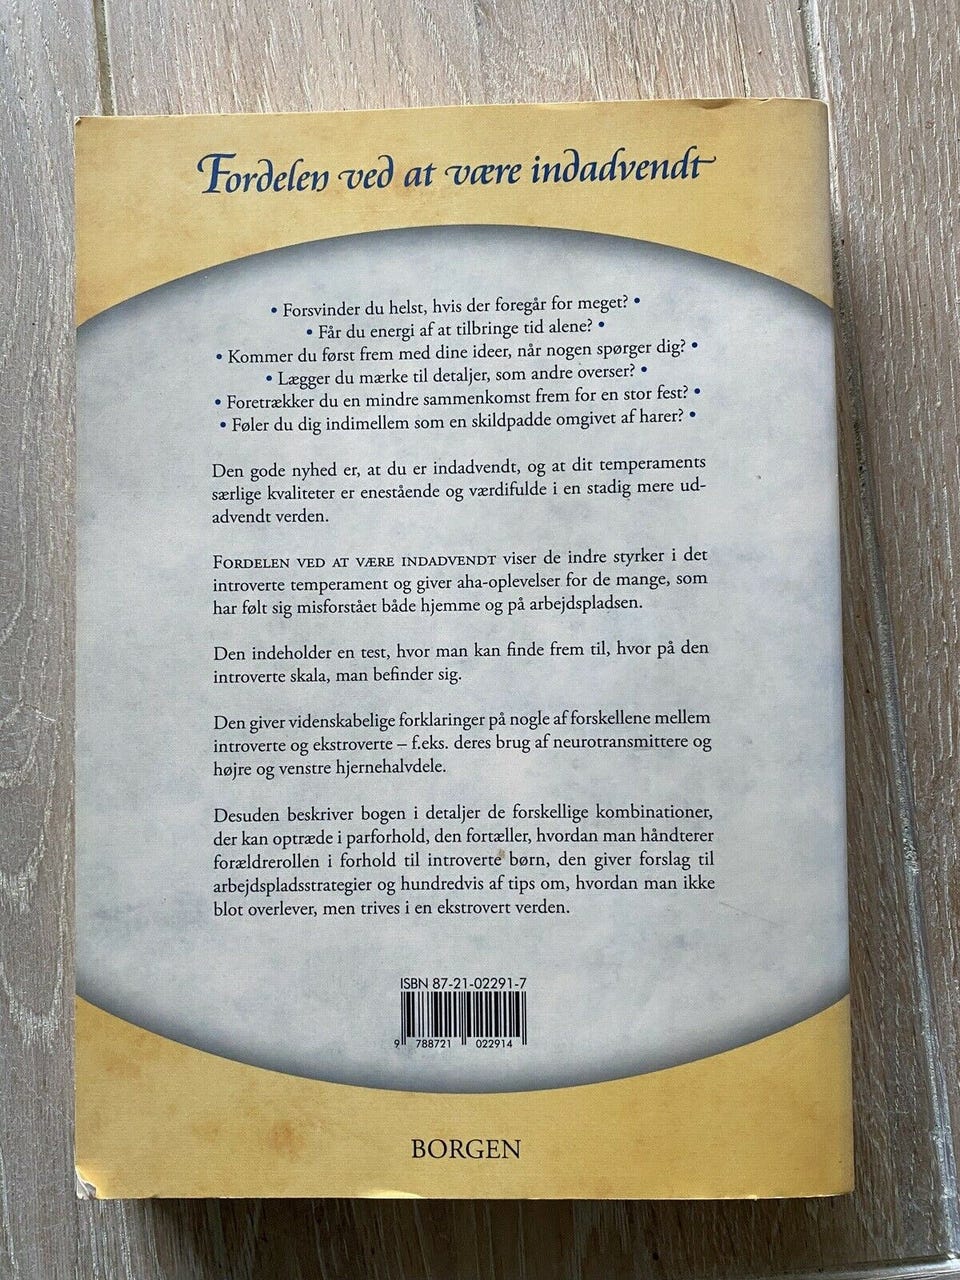 Fordelen ved at være indadvendt
• Forsvinder du helst, hvis der foregår for meget? •
• Får du energi af at tilbringe tid alene? •
• Kommer du først frem med dine ideer, når nogen spørger dig? •
• Lægger du mærke til detaljer, som andre overser? •
• Foretrækker du en mindre sammenkomst frem for en stor fest? •
• Føler du dig indimellem som en skildpadde omgivet af harer? •
Den gode nyhed er, at du er indadvendt, og at dit temperaments
særlige kvaliteter er enestående og værdifulde i en stadig mere ud-
advendt verden.
FORDELEN VED AT VÆRE INDADVENDT viser de indre styrker i det
introverte temperament og giver aha-oplevelser for de mange, som
har følt sig misforstået både hjemme og på arbejdspladsen.
Den indeholder en test, hvor man kan finde frem til, hvor på den
introverte skala, man befinder sig.
Den giver videnskabelige forklaringer på nogle af forskellene mellem
introverte og ekstroverte – f.eks. deres brug af neurotransmittere og
højre og venstre hjernehalvdele.
Desuden beskriver bogen i detaljer de forskellige kombinationer,
der kan optræde i parforhold, den fortæller, hvordan man håndterer
forældrerollen i forhold til introverte børn, den giver forslag til
arbejdspladsstrategier og hundredvis af tips om, hvordan man ikke
blot overlever, men trives i en ekstrovert verden.
ISBN 87-21-02291-7
9 788721 022914
BORGEN